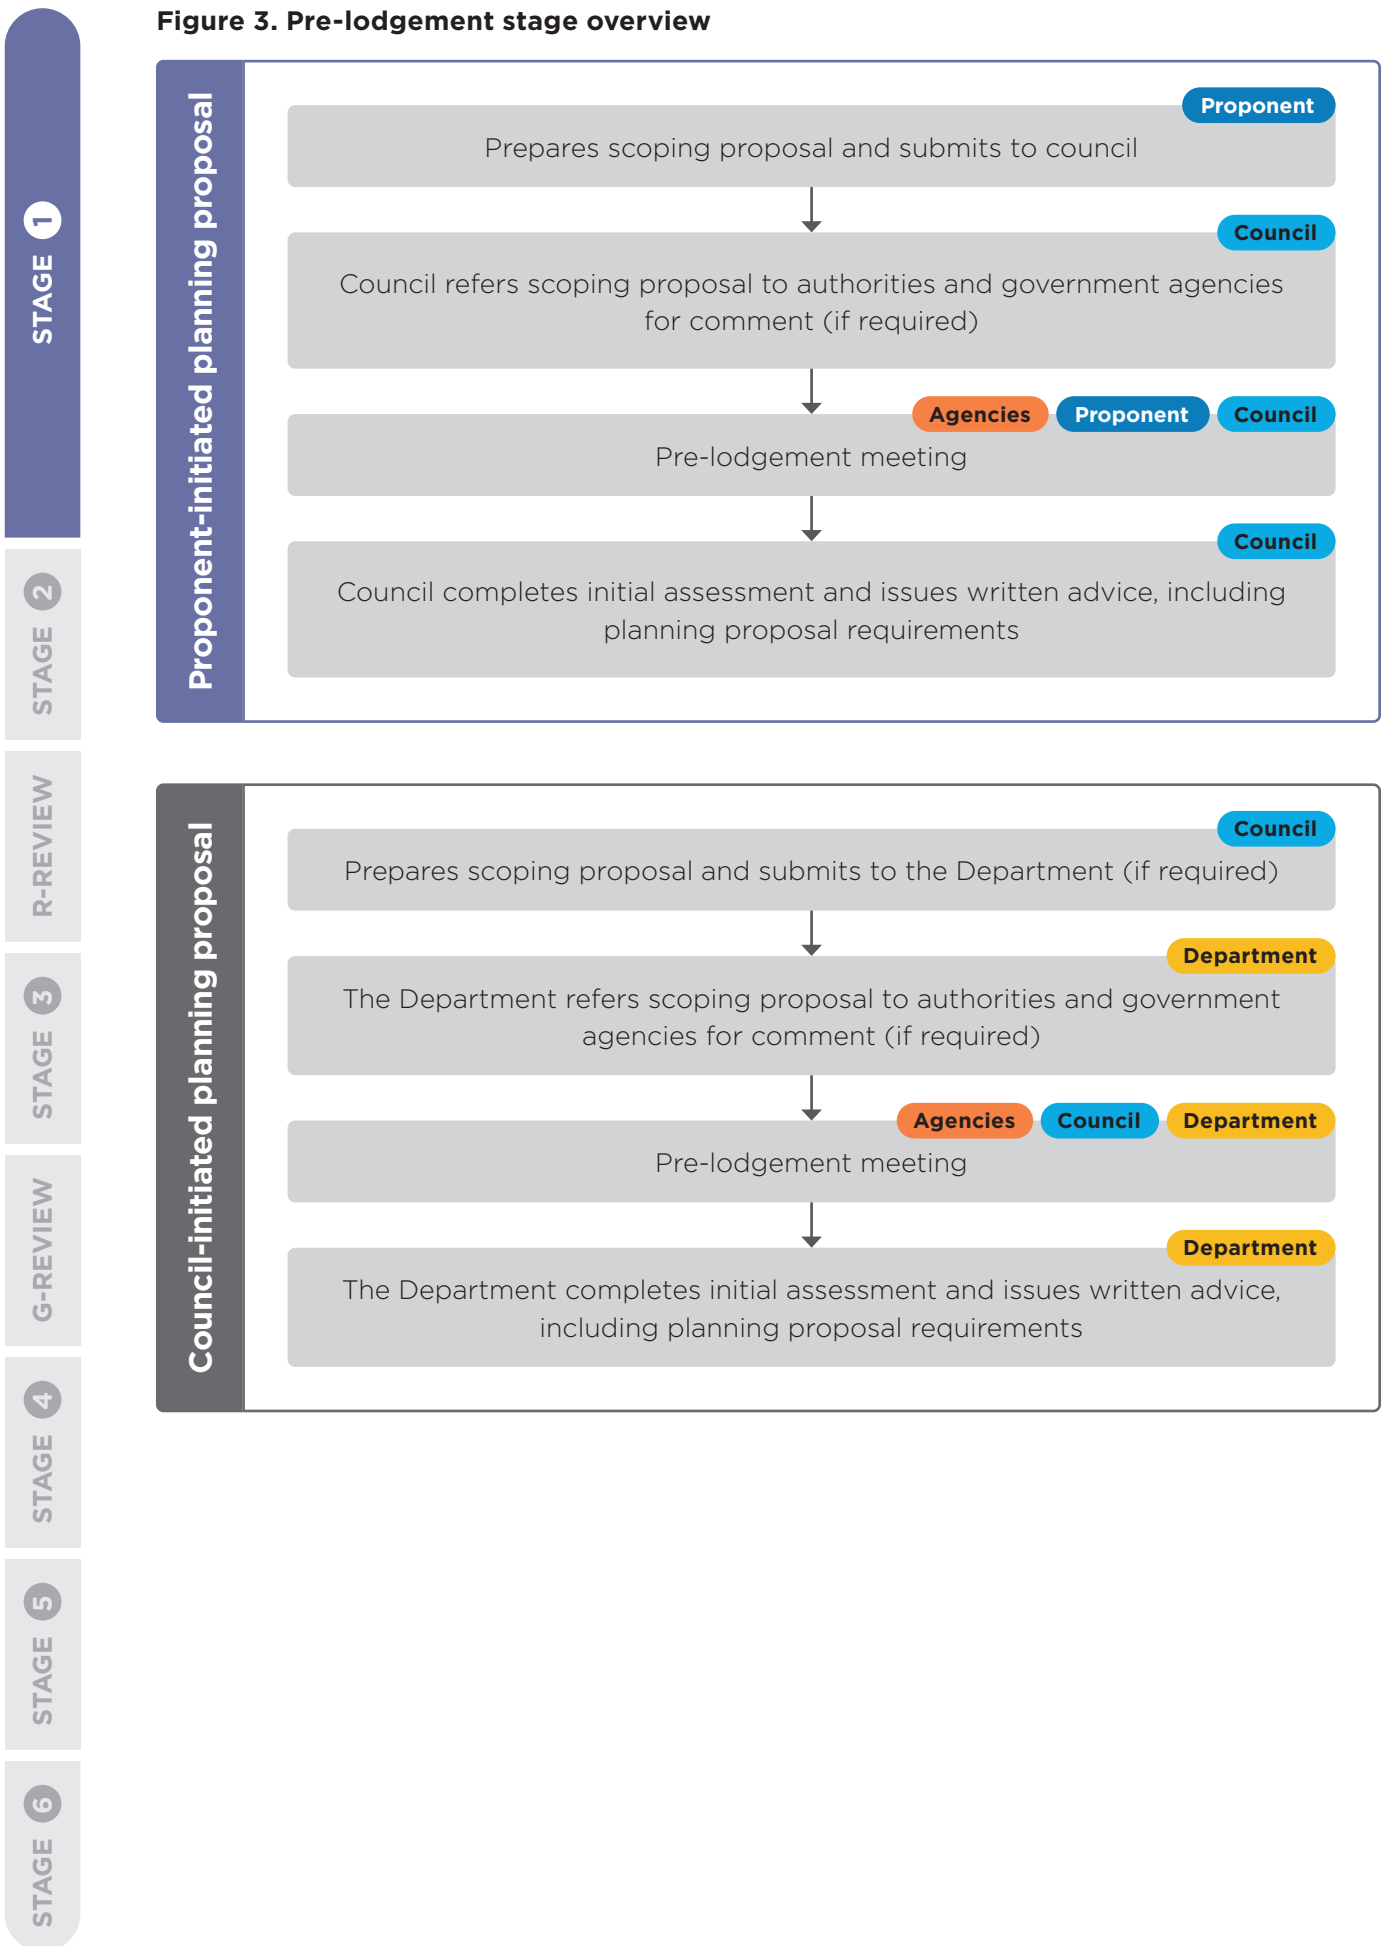 Figure 3. Pre-lodgement stage overview
STAGE 1
STAGE 2
R-REVIEW
STAGE 3
G-REVIEW
STAGE 4
STAGE 5
STAGE 6
Proponent-initiated planning proposal
Proponent
Prepares scoping proposal and submits to council
Council
Council refers scoping proposal to authorities and government agencies
for comment (if required)
Agencies Proponent Council
Pre-lodgement meeting
Council
Council completes initial assessment and issues written advice, including
planning proposal requirements
Council-initiated planning proposal
Council
Prepares scoping proposal and submits to the Department (if required)
Department
The Department refers scoping proposal to authorities and government
agencies for comment (if required)
Agencies Council Department
Pre-lodgement meeting
Department
The Department completes initial assessment and issues written advice,
including planning proposal requirements